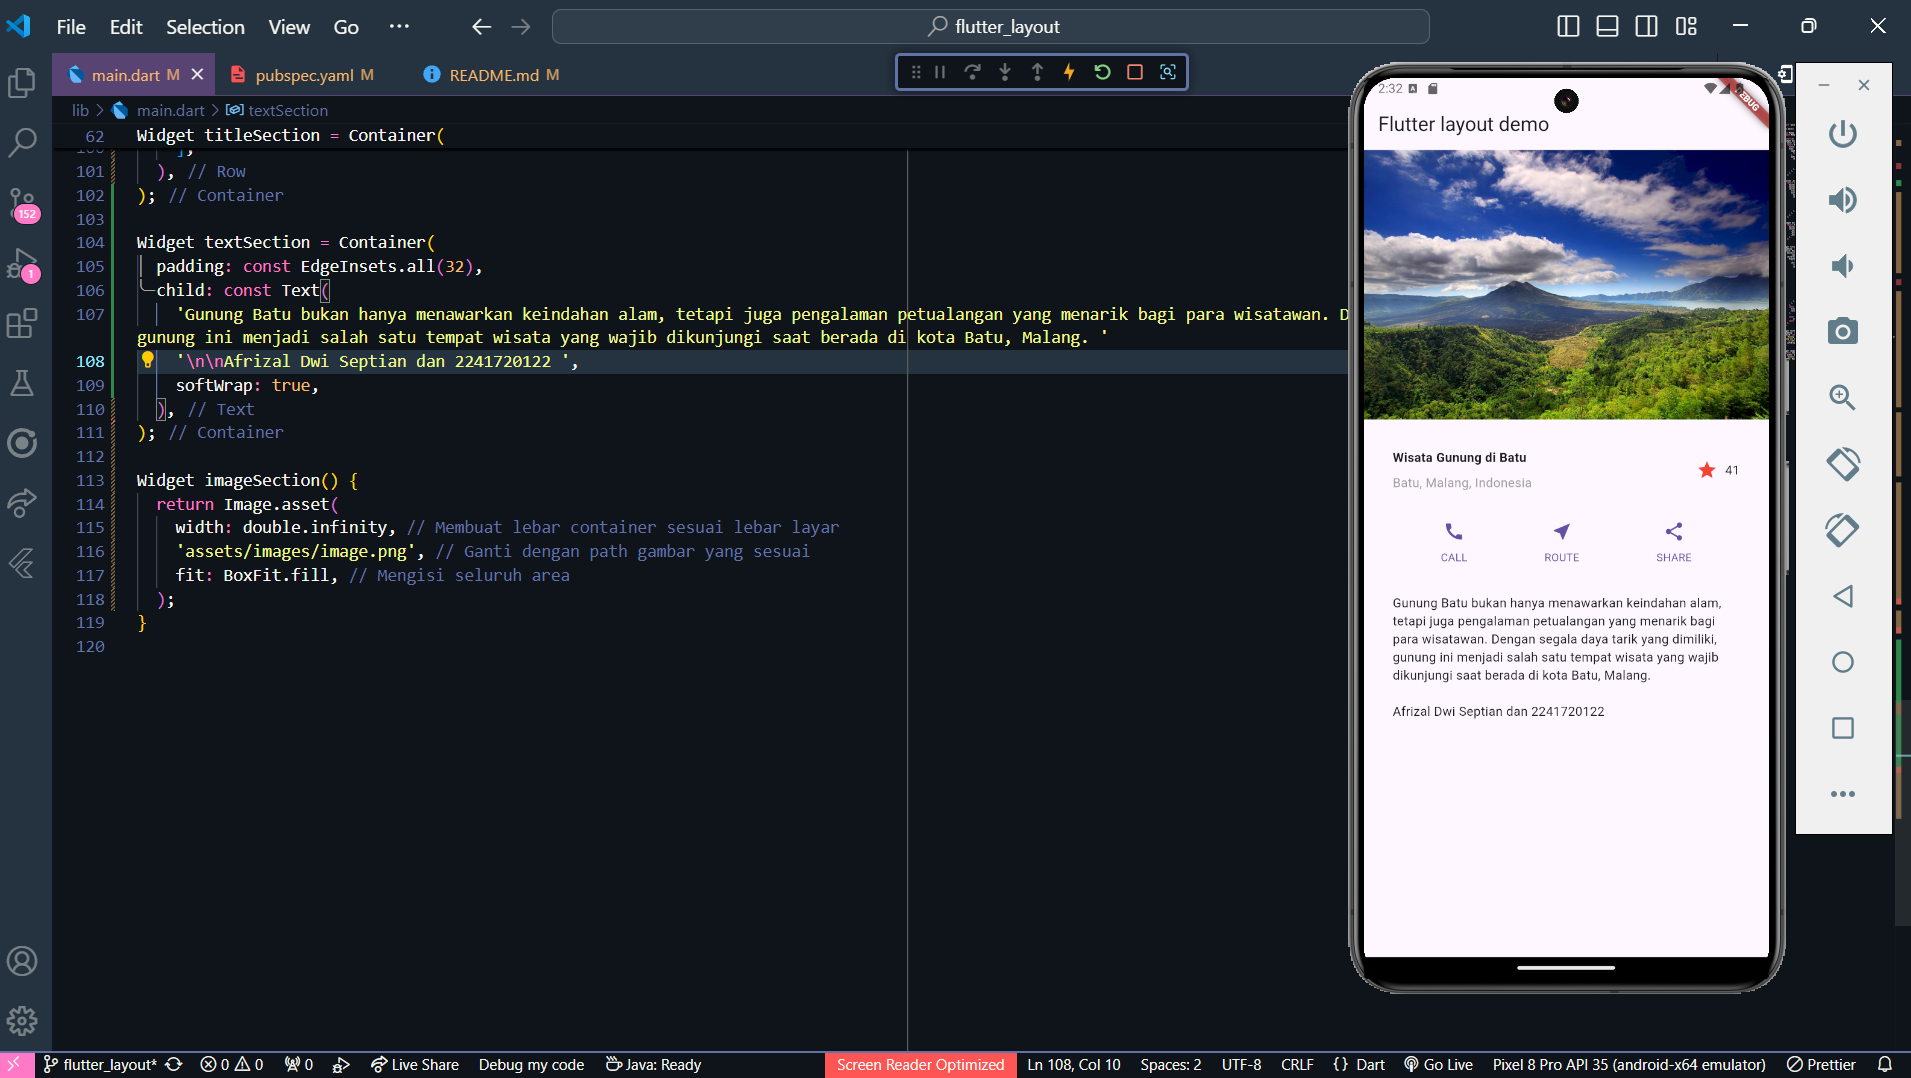 File Edit Selection View Go ···
flutter_layout
main.dart M
pubspec.yaml M
README.md M
lib > main.dart > textSection
62 Widget titleSection = Container(
101 ), // Row
102 ); // Container
103
104 Widget textSection = Container(
105 padding: const EdgeInsets.all(32),
106 child: const Text(
107 'Gunung Batu bukan hanya menawarkan keindahan alam, tetapi juga pengalaman petualangan yang menarik bagi para wisatawan. D
gunung ini menjadi salah satu tempat wisata yang wajib dikunjungi saat berada di kota Batu, Malang. '
108 '\n\nAfrizal Dwi Septian dan 2241720122 ',
109 softWrap: true,
110 ), // Text
111 ); // Container
112
113 Widget imageSection() {
114 return Image.asset(
115 width: double.infinity, // Membuat lebar container sesuai lebar layar
116 'assets/images/image.png', // Ganti dengan path gambar yang sesuai
117 fit: BoxFit.fill, // Mengisi seluruh area
118 );
119 }
120
152
1
2:32
Flutter layout demo
Wisata Gunung di Batu
Batu, Malang, Indonesia
41
CALL ROUTE SHARE
Gunung Batu bukan hanya menawarkan keindahan alam,
tetapi juga pengalaman petualangan yang menarik bagi
para wisatawan. Dengan segala daya tarik yang dimiliki,
gunung ini menjadi salah satu tempat wisata yang wajib
dikunjungi saat berada di kota Batu, Malang.
Afrizal Dwi Septian dan 2241720122
flutter_layout* 0 0 0 Live Share Debug my code Java: Ready Screen Reader Optimized Ln 108, Col 10 Spaces: 2 UTF-8 CRLF {} Dart Go Live Pixel 8 Pro API 35 (android-x64 emulator) Prettier